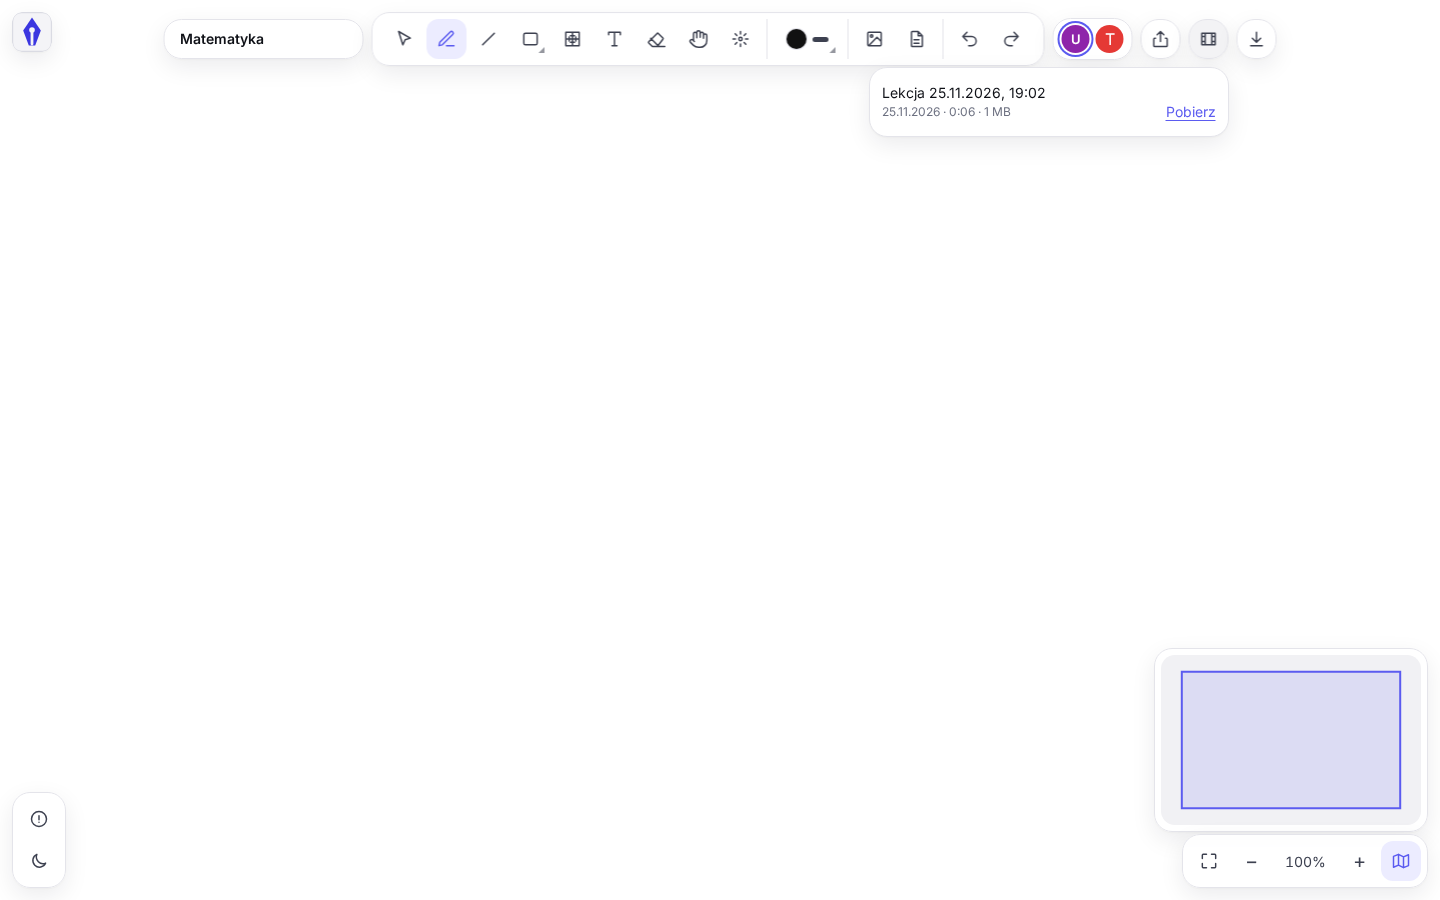 Matematyka
U
T
Lekcja 25.11.2026, 19:02
25.11.2026 · 0:06 · 1 MB
Pobierz
100%